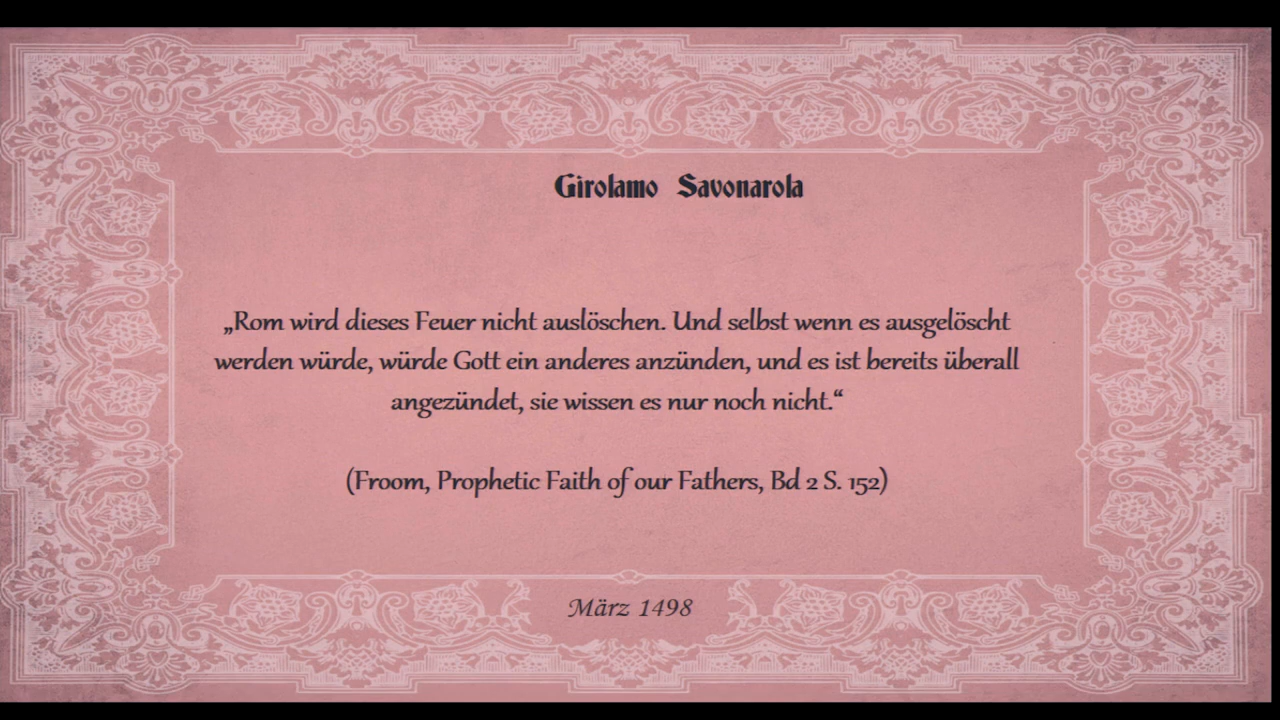 Girolamo Savonarola
„Rom wird dieses Feuer nicht auslöschen. Und selbst wenn es ausgelöscht
werden würde, würde Gott ein anderes anzünden, und es ist bereits überall
angezündet, sie wissen es nur noch nicht.“
(Froom, Prophetic Faith of our Fathers, Bd 2 S. 152)
März 1498